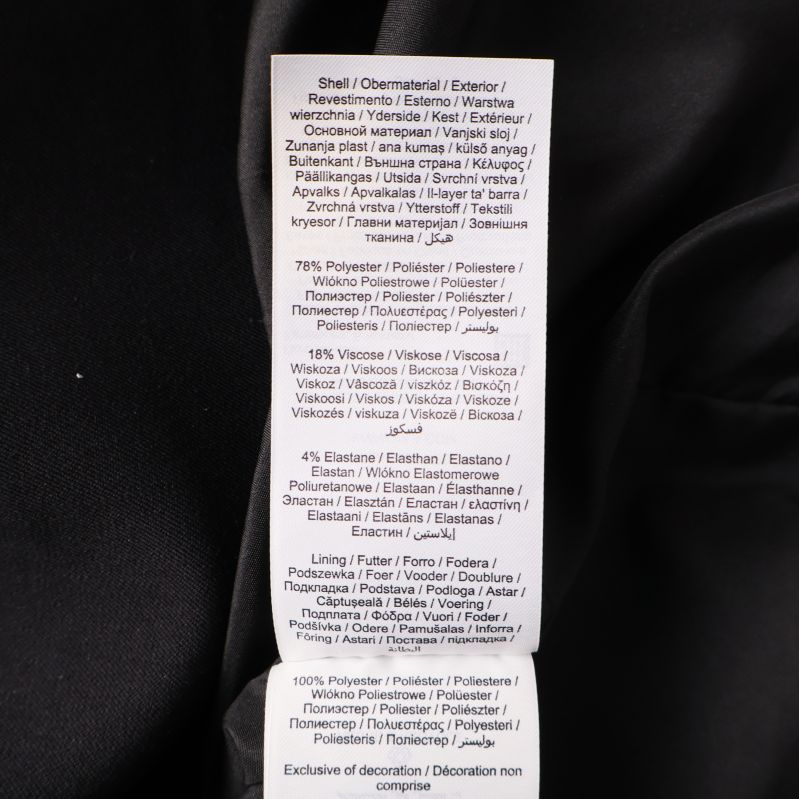 Shell / Obermaterial / Exterior /
Revestimento / Esterno / Warstwa
wierzchnia / Yderside / Kest / Extérieur /
Основной материал / Vanjski sloj /
Zunanja plast / ana kumaş / külső anyag /
Buitenkant / Външна страна / Κέλυφος /
Päällikangas / Utsida / Svrchní vrstva /
Apvalks / Apvalkalas / Il-layer ta' barra /
Zvrchná vrstva / Ytterstoff / Tekstili
kryesor / Главни материјал / Зовнішня
тканина / هيكل
78% Polyester / Poliéster / Poliestere /
Włókno Poliestrowe / Polüester /
Полиэстер / Poliester / Poliészter /
Полиестер / Πολυεστέρας / Polyesteri /
Poliesteris / Поліестер / بوليستر
18% Viscose / Viskose / Viscosa /
Wiskoza / Viskoos / Вискоза / Viskoza /
Viskoz / Vâscoză / viszkóz / Βισκόζη /
Viskoosi / Viskos / Viskóza / Viskoze /
Viskozés / viskuza / Viskozë / Віскоза /
فسكوز
4% Elastane / Elasthan / Elastano /
Elastan / Włókno Elastomerowe
Poliuretanowe / Elastaan / Élasthanne /
Эластан / Elasztán / Еластан / ελαστίνη /
Elastaani / Elastāns / Elastanas /
Еластин / إيلاستين
Lining / Futter / Forro / Fodera /
Podszewka / Foer / Vooder / Doublure /
Подкладка / Podstava / Podloga / Astar /
Căptușeală / Bélés / Voering /
Подплата / Φόδρα / Vuori / Foder /
Podšívka / Odere / Pamušalas / Inforra /
Fôring / Astari / Постава / підкладка /
البطانة
100% Polyester / Poliéster / Poliestere /
Włókno Poliestrowe / Polüester /
Полиэстер / Poliester / Poliészter /
Полиестер / Πολυεστέρας / Polyesteri /
Poliesteris / Поліестер / بوليستر
Exclusive of decoration / Décoration non
comprise